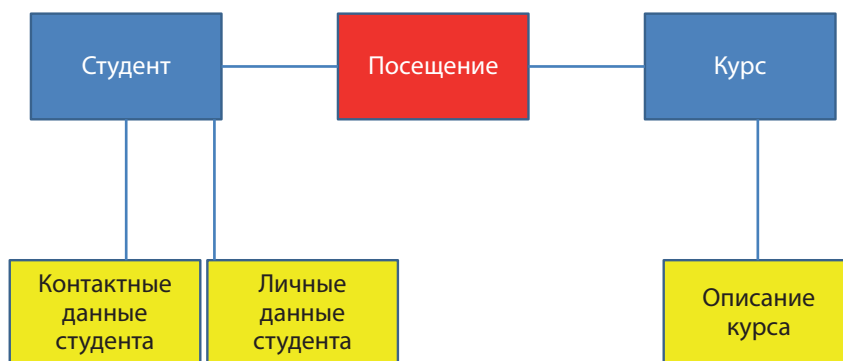 Студент
Посещение
Курс
Контактные
данные
студента
Личные
данные
студента
Описание
курса